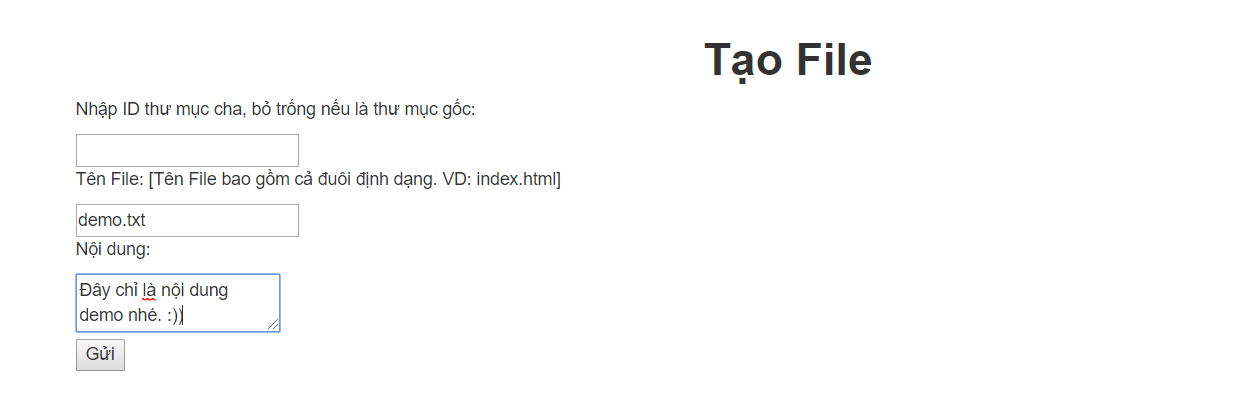 Tạo File
Nhập ID thư mục cha, bỏ trống nếu là thư mục gốc:
Tên File: [Tên File bao gồm cả đuôi định dạng. VD: index.html]
demo.txt
Nội dung:
Đây chỉ là nội dung
demo nhé. :))
Gửi